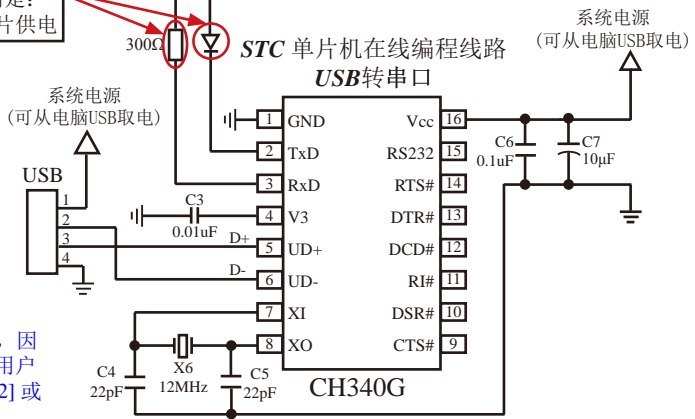 片供电
300Ω
STC 单片机在线编程线路
USB转串口
系统电源
(可从电脑USB取电)
系统电源
(可从电脑USB取电)
USB
1
2
3
4
1 GND
2 TxD
3 RxD
4 V3
5 UD+
6 UD-
7 XI
8 XO
Vcc 16
RS232 15
RTS# 14
DTR# 13
DCD# 12
RI# 11
DSR# 10
CTS# 9
C3
0.01uF
D+
D-
C6
0.1uF
C7
10μF
C4
22pF
X6
12MHz
C5
22pF
CH340G
，因
用户
2] 或